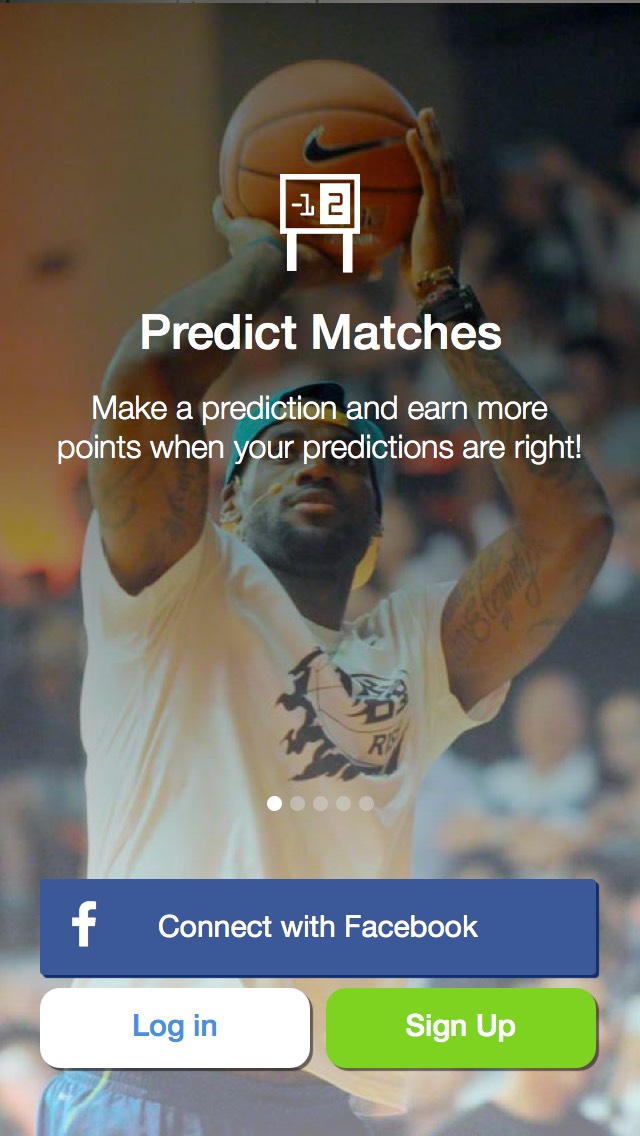 -1 2
Predict Matches
Make a prediction and earn more
points when your predictions are right!
f
Connect with Facebook
Log in
Sign Up